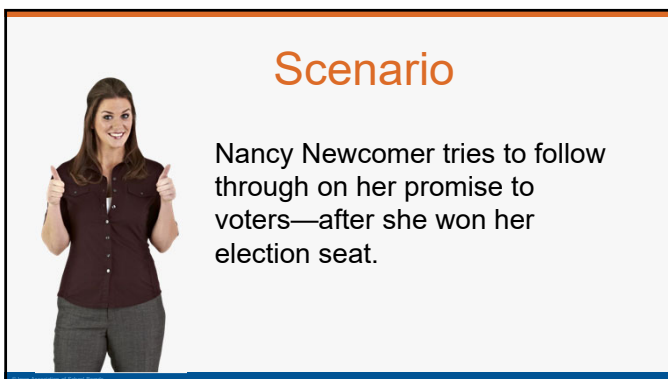 Scenario
Nancy Newcomer tries to follow
through on her promise to
voters—after she won her
election seat.